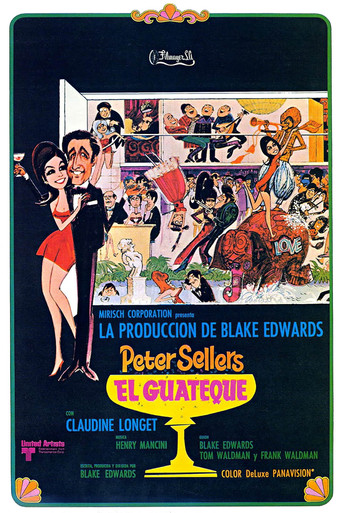 Filmayer S.A.
LOVE
MIRISCH CORPORATION presenta
LA PRODUCCION DE BLAKE EDWARDS
Peter Sellers
EL GUATEQUE
CON
CLAUDINE LONGET
MUSICA
HENRY MANCINI
GUION
BLAKE EDWARDS
TOM WALDMAN y FRANK WALDMAN
ESCRITA, PRODUCIDA Y DIRIGIDA POR
BLAKE EDWARDS
COLOR DeLuxe PANAVISION
United Artists